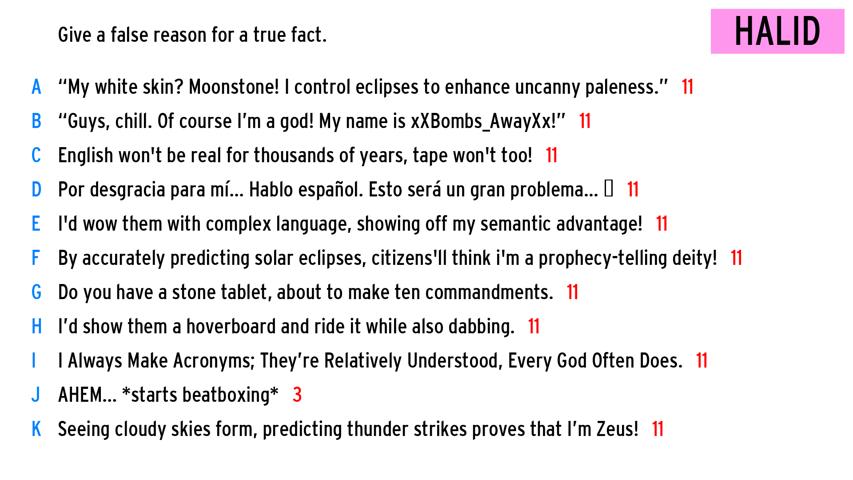 Give a false reason for a true fact.
HALID
A “My white skin? Moonstone! I control eclipses to enhance uncanny paleness.” 11
B “Guys, chill. Of course I’m a god! My name is xXBombs_AwayXx!” 11
C English won't be real for thousands of years, tape won't too! 11
D Por desgracia para mí... Hablo español. Esto será un gran problema... ▯ 11
E I'd wow them with complex language, showing off my semantic advantage! 11
F By accurately predicting solar eclipses, citizens'll think i'm a prophecy-telling deity! 11
G Do you have a stone tablet, about to make ten commandments. 11
H I’d show them a hoverboard and ride it while also dabbing. 11
I I Always Make Acronyms; They’re Relatively Understood, Every God Often Does. 11
J AHEM... *starts beatboxing* 3
K Seeing cloudy skies form, predicting thunder strikes proves that I’m Zeus! 11